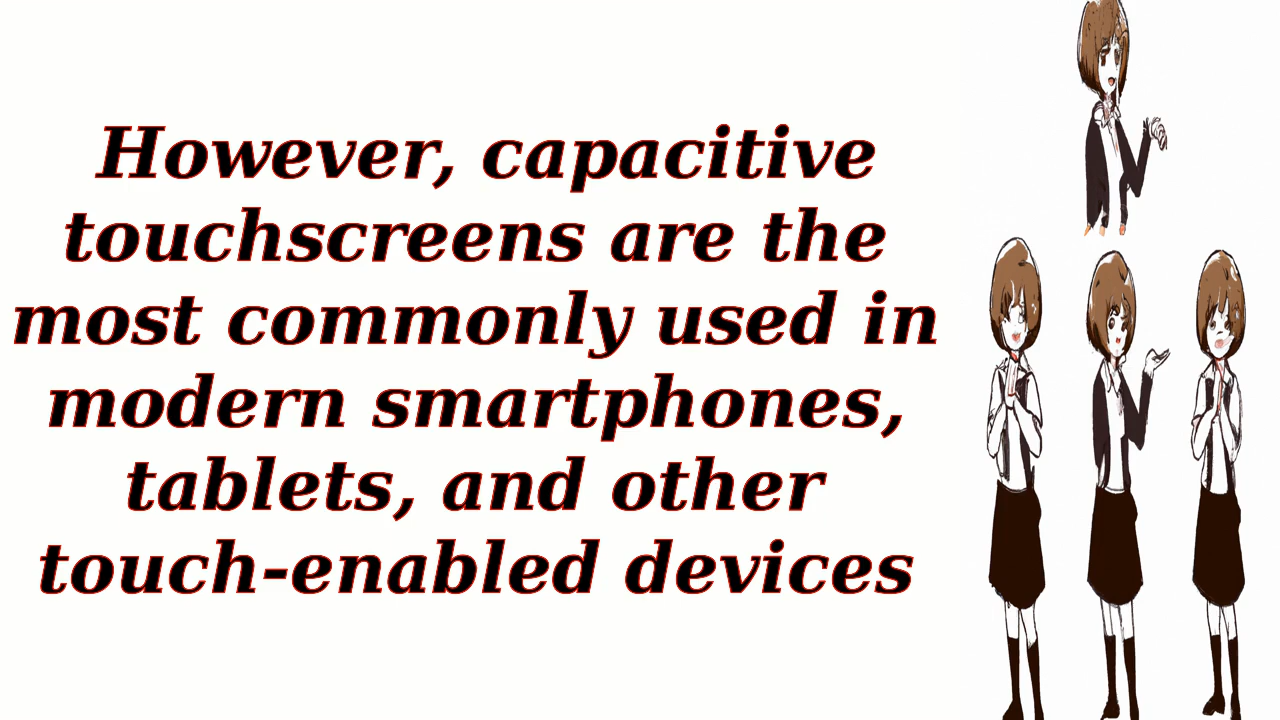 However, capacitive
touchscreens are the
most commonly used in
modern smartphones,
tablets, and other
touch-enabled devices